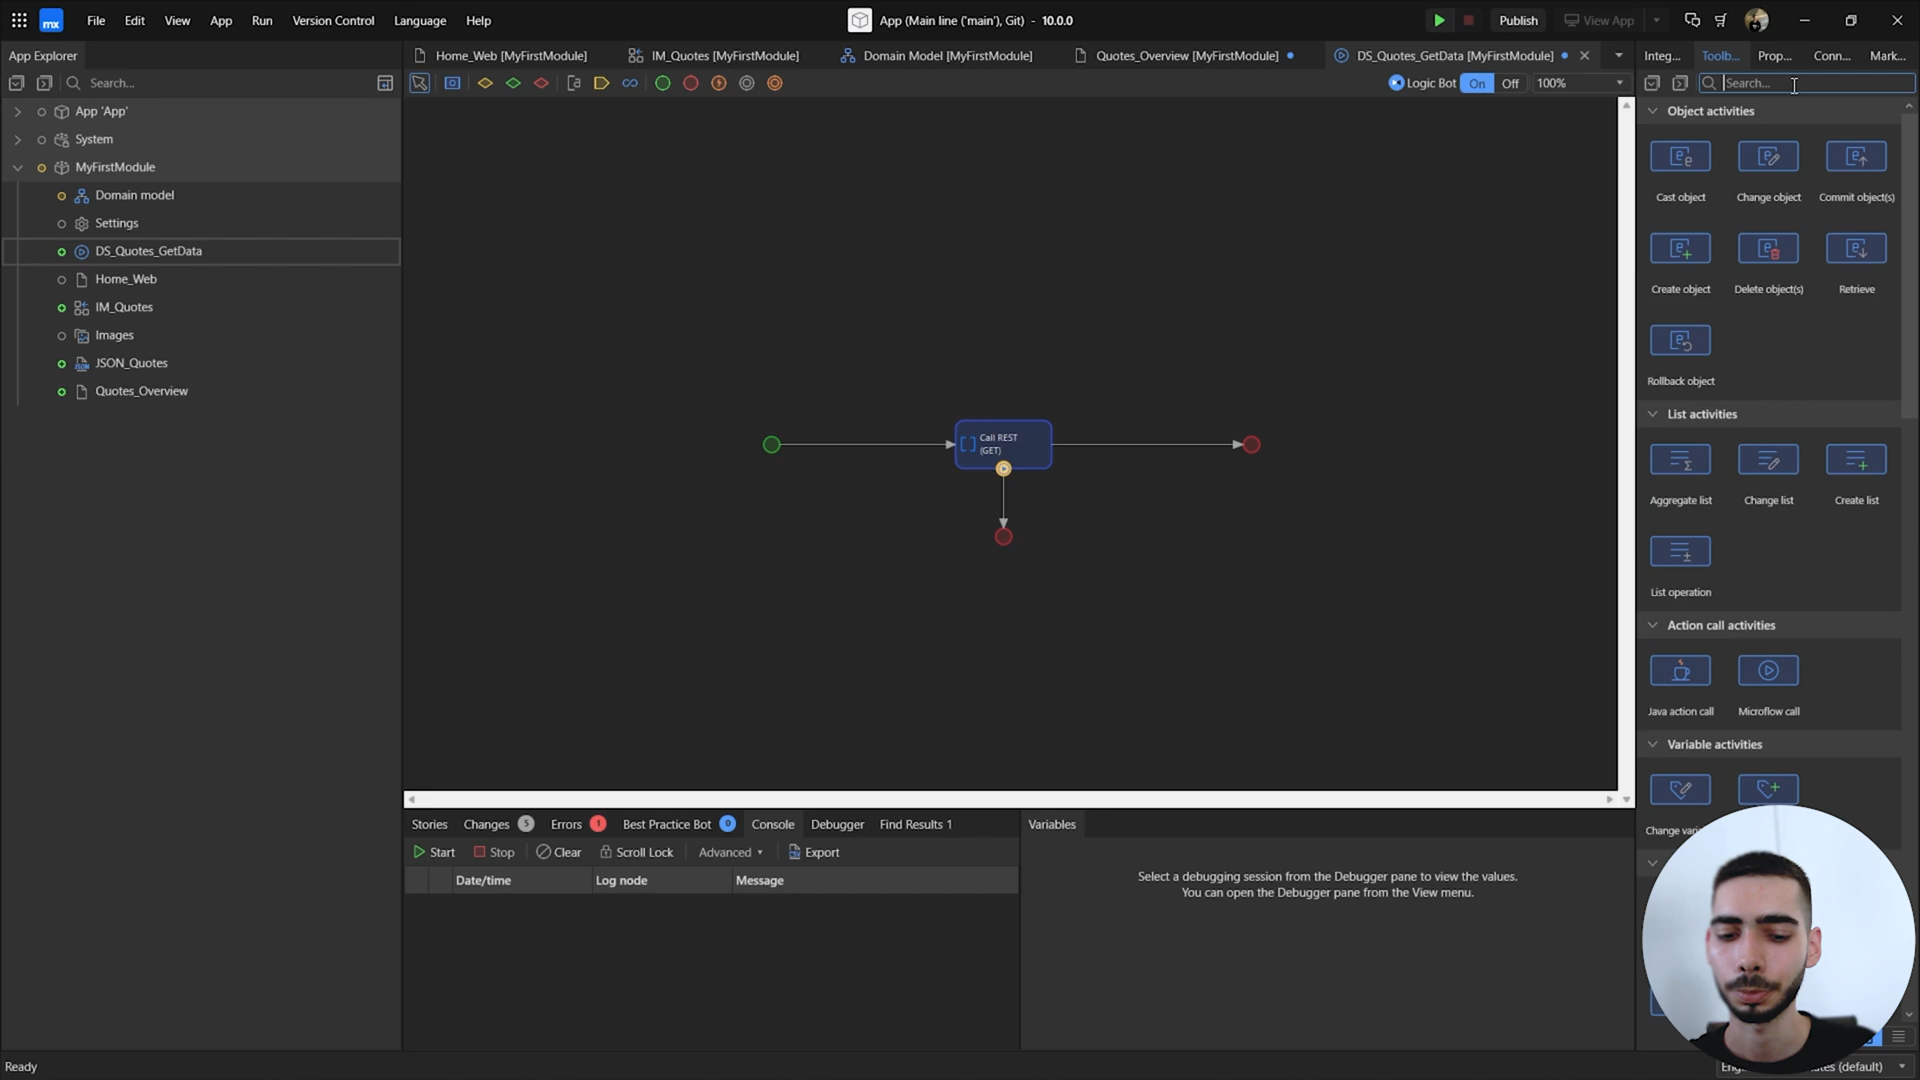 mx File Edit View App Run Version Control Language Help
App (Main line ('main'), Git) - 10.0.0
Publish View App
App Explorer
Search...
App 'App'
System
MyFirstModule
Domain model
Settings
DS_Quotes_GetData
Home_Web
IM_Quotes
Images
JSON_Quotes
Quotes_Overview
Home_Web [MyFirstModule] IM_Quotes [MyFirstModule] Domain Model [MyFirstModule] Quotes_Overview [MyFirstModule] DS_Quotes_GetData [MyFirstModule]
Logic Bot On Off 100%
Call REST
(GET)
Stories Changes 5 Errors 1 Best Practice Bot 0 Console Debugger Find Results 1
Start Stop Clear Scroll Lock Advanced Export
Date/time Log node Message
Variables
Select a debugging session from the Debugger pane to view the values.
You can open the Debugger pane from the View menu.
Integ... Toolb... Prop... Conn... Mark...
Search...
Object activities
Cast object Change object Commit object(s)
Create object Delete object(s) Retrieve
Rollback object
List activities
Aggregate list Change list Create list
List operation
Action call activities
Java action call Microflow call
Variable activities
Change
Ready
(default)